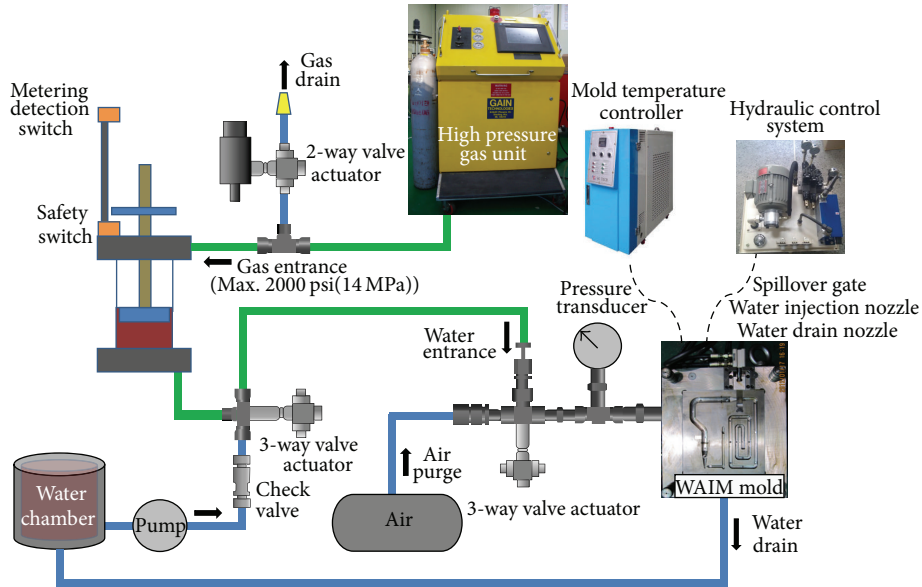 Gas
drain
Metering
detection
switch
2-way valve
actuator
Safety
switch
GAIN
TECHNOLOGIES
High pressure
gas unit
Mold temperature
controller
Hydraulic control
system
Gas entrance
(Max. 2000 psi(14 MPa))
Pressure
transducer
Spillover gate
Water injection nozzle
Water drain nozzle
Water
entrance
3-way valve
actuator
Check
valve
Air
purge
3-way valve actuator
WAIM mold
Water
chamber
Pump
Air
Water
drain